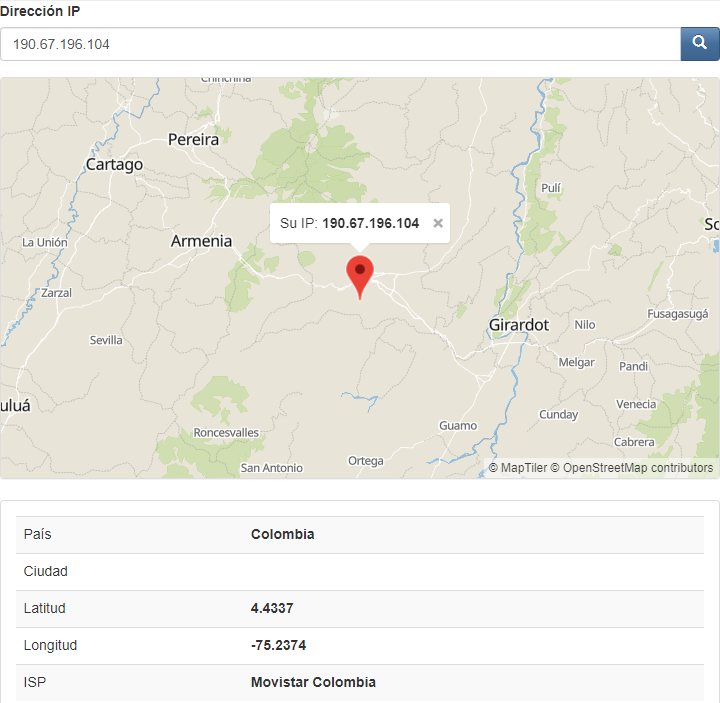 Dirección IP
190.67.196.104
Chinchiná
Pereira
Cartago
Pulí
Su IP: 190.67.196.104 ×
So
La Unión
Armenia
Zarzal
Fusagasugá
Girardot
Nilo
Sevilla
Melgar
Pandi
uluá
Venecia
Cunday
Guamo
Roncesvalles
Cabrera
Ortega
San Antonio
© MapTiler © OpenStreetMap contributors
País Colombia
Ciudad
Latitud 4.4337
Longitud -75.2374
ISP Movistar Colombia